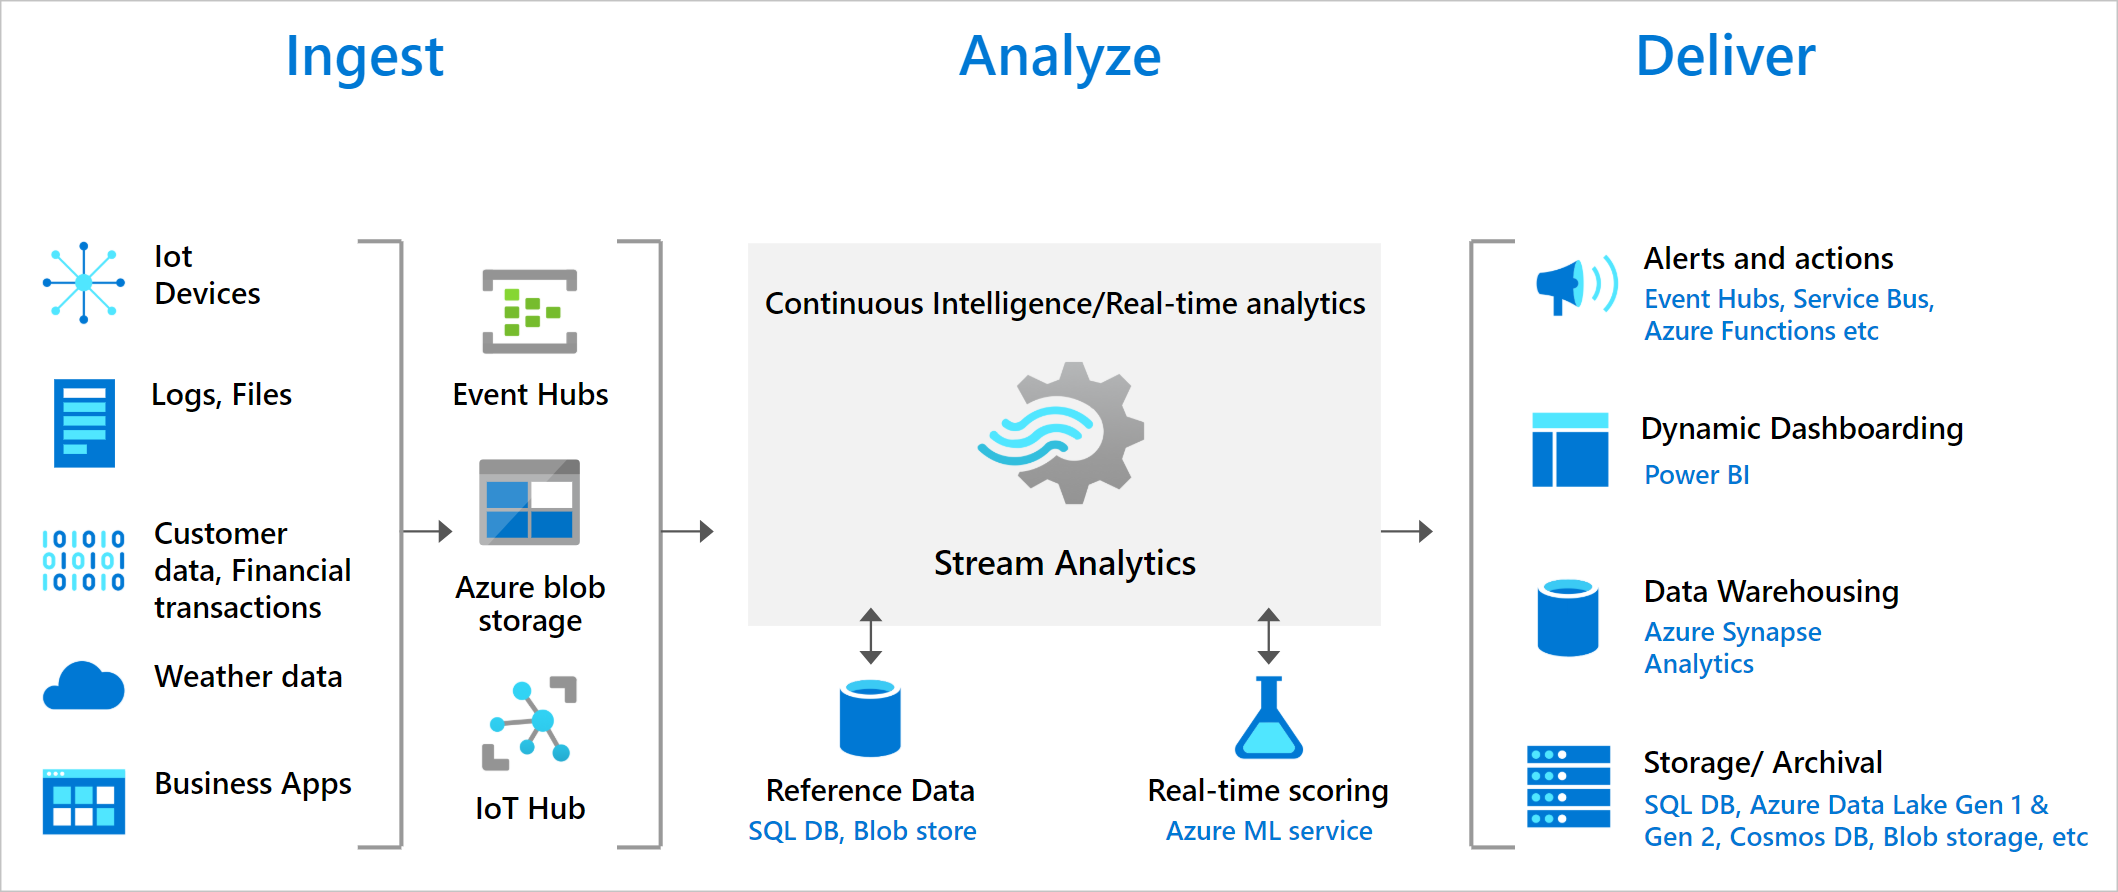 Ingest
Analyze
Deliver
Iot
Devices
Logs, Files
Customer
data, Financial
transactions
Weather data
Business Apps
Event Hubs
Azure blob
storage
IoT Hub
Continuous Intelligence/Real-time analytics
Stream Analytics
Reference Data
SQL DB, Blob store
Real-time scoring
Azure ML service
Alerts and actions
Event Hubs, Service Bus,
Azure Functions etc
Dynamic Dashboarding
Power BI
Data Warehousing
Azure Synapse
Analytics
Storage/ Archival
SQL DB, Azure Data Lake Gen 1 &
Gen 2, Cosmos DB, Blob storage, etc